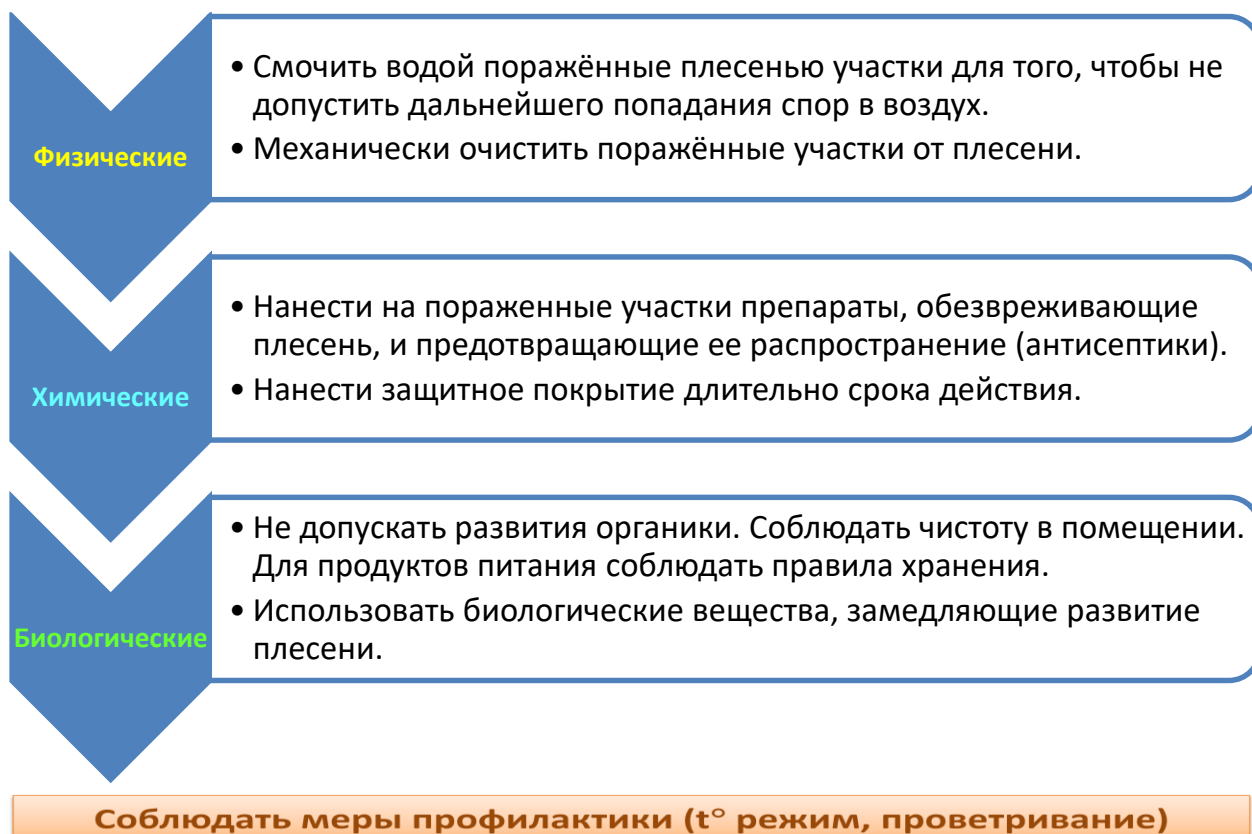 Физические
• Смочить водой поражённые плесенью участки для того, чтобы не
допустить дальнейшего попадания спор в воздух.
• Механически очистить поражённые участки от плесени.
Химические
• Нанести на пораженные участки препараты, обезвреживающие
плесень, и предотвращающие ее распространение (антисептики).
• Нанести защитное покрытие длительно срока действия.
Биологические
• Не допускать развития органики. Соблюдать чистоту в помещении.
Для продуктов питания соблюдать правила хранения.
• Использовать биологические вещества, замедляющие развитие
плесени.
Соблюдать меры профилактики (t° режим, проветривание)